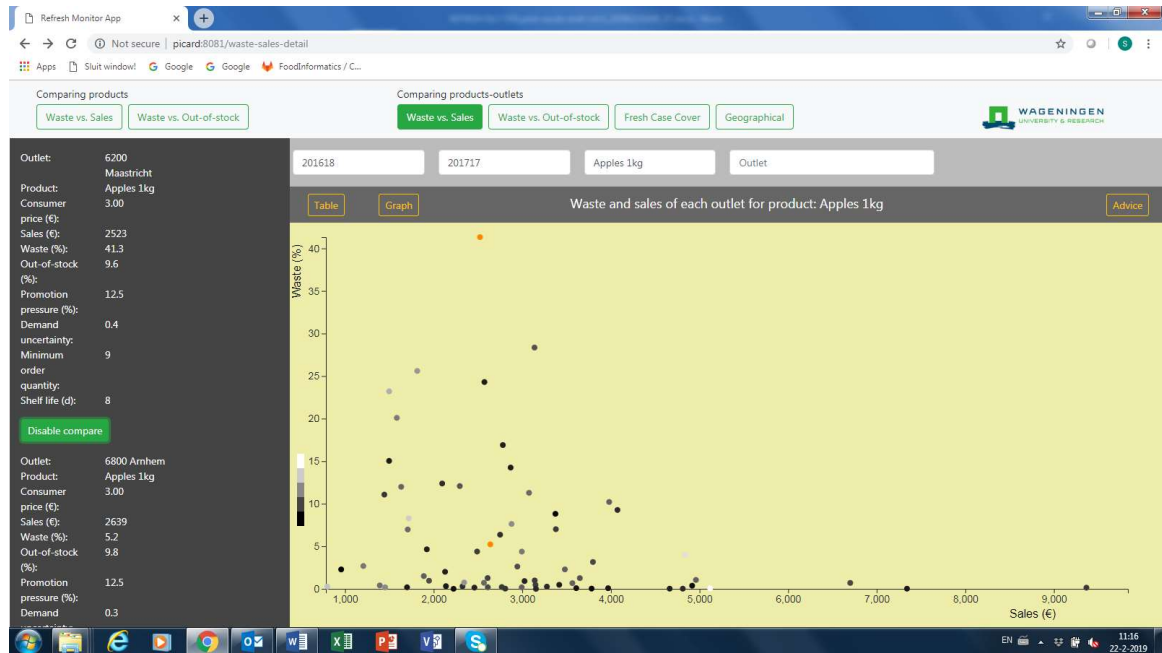 Refresh Monitor App
Not secure | picard:8081/waste-sales-detail
Apps Sluit window! Google Google FoodInformatics / C...
Comparing products
Waste vs. Sales Waste vs. Out-of-stock
Comparing products-outlets
Waste vs. Sales Waste vs. Out-of-stock Fresh Case Cover Geographical
WAGENINGEN
UNIVERSITY & RESEARCH
Outlet: 6200
Maastricht
Product: Apples 1kg
Consumer 3.00
price (€):
Sales (€): 2523
Waste (%): 41.3
Out-of-stock 9.6
(%):
Promotion 12.5
pressure (%):
Demand 0.4
uncertainty:
Minimum 9
order
quantity:
Shelf life (d): 8
Disable compare
Outlet: 6800 Arnhem
Product: Apples 1kg
Consumer 3.00
price (€):
Sales (€): 2639
Waste (%): 5.2
Out-of-stock 9.8
(%):
Promotion 12.5
pressure (%):
Demand 0.3
201618 201717 Apples 1kg Outlet
Table Graph Waste and sales of each outlet for product: Apples 1kg Advice
Waste (%)
40
35
30
25
20
15
10
5
0
1,000 2,000 3,000 4,000 5,000 6,000 7,000 8,000 9,000
Sales (€)
EN 11:16
22-2-2019